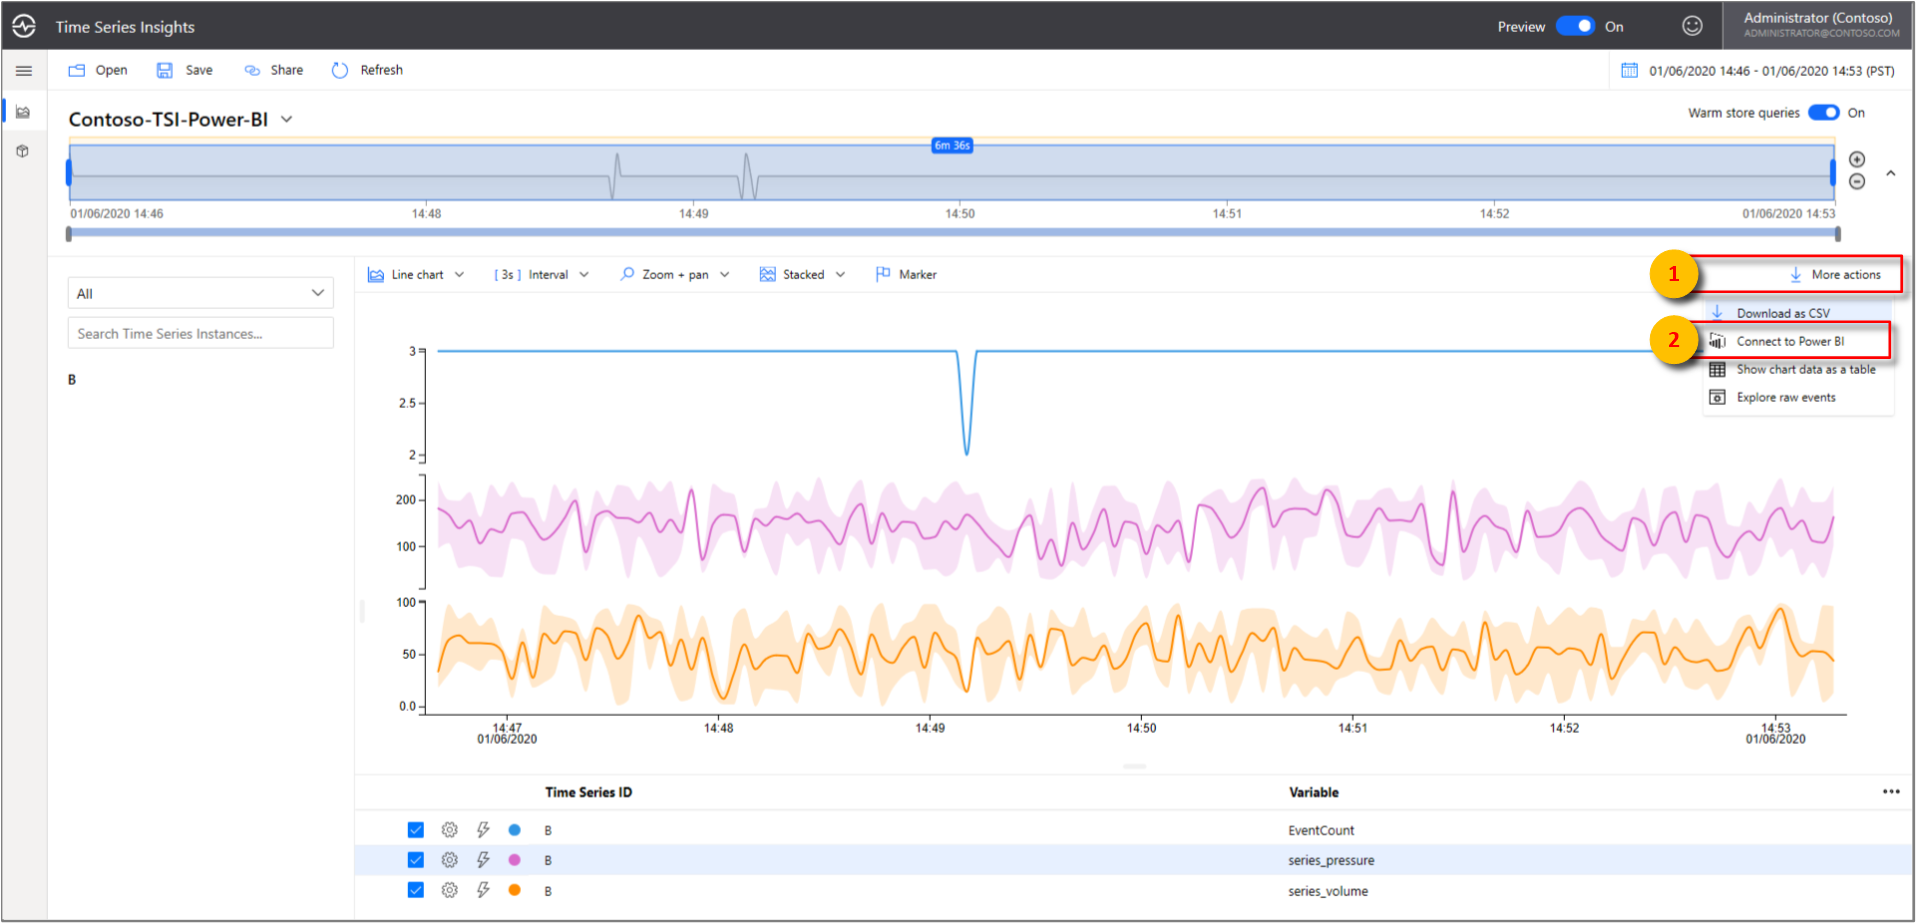 Time Series Insights
Preview On
Administrator (Contoso)
ADMINISTRATOR@CONTOSO.COM
Open Save Share Refresh
01/06/2020 14:46 - 01/06/2020 14:53 (PST)
Contoso-TSI-Power-BI
Warm store queries On
6m 36s
01/06/2020 14:46 14:48 14:49 14:50 14:51 14:52 01/06/2020 14:53
All
Search Time Series Instances...
B
Line chart [ 3s ] Interval Zoom + pan Stacked Marker
1 More actions
Download as CSV
2 Connect to Power BI
Show chart data as a table
Explore raw events
3
2.5
2
200
100
100
50
0.0
14:47 14:48 14:49 14:50 14:51 14:52 14:53
01/06/2020 01/06/2020
Time Series ID Variable
B EventCount
B series_pressure
B series_volume